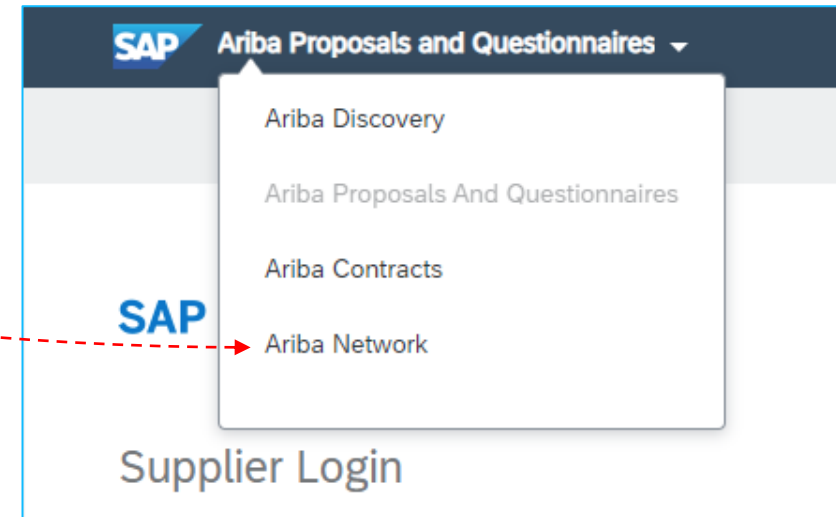 SAP Ariba Proposals and Questionnaires
Ariba Discovery
Ariba Proposals And Questionnaires
Ariba Contracts
SAP
Ariba Network
Supplier Login